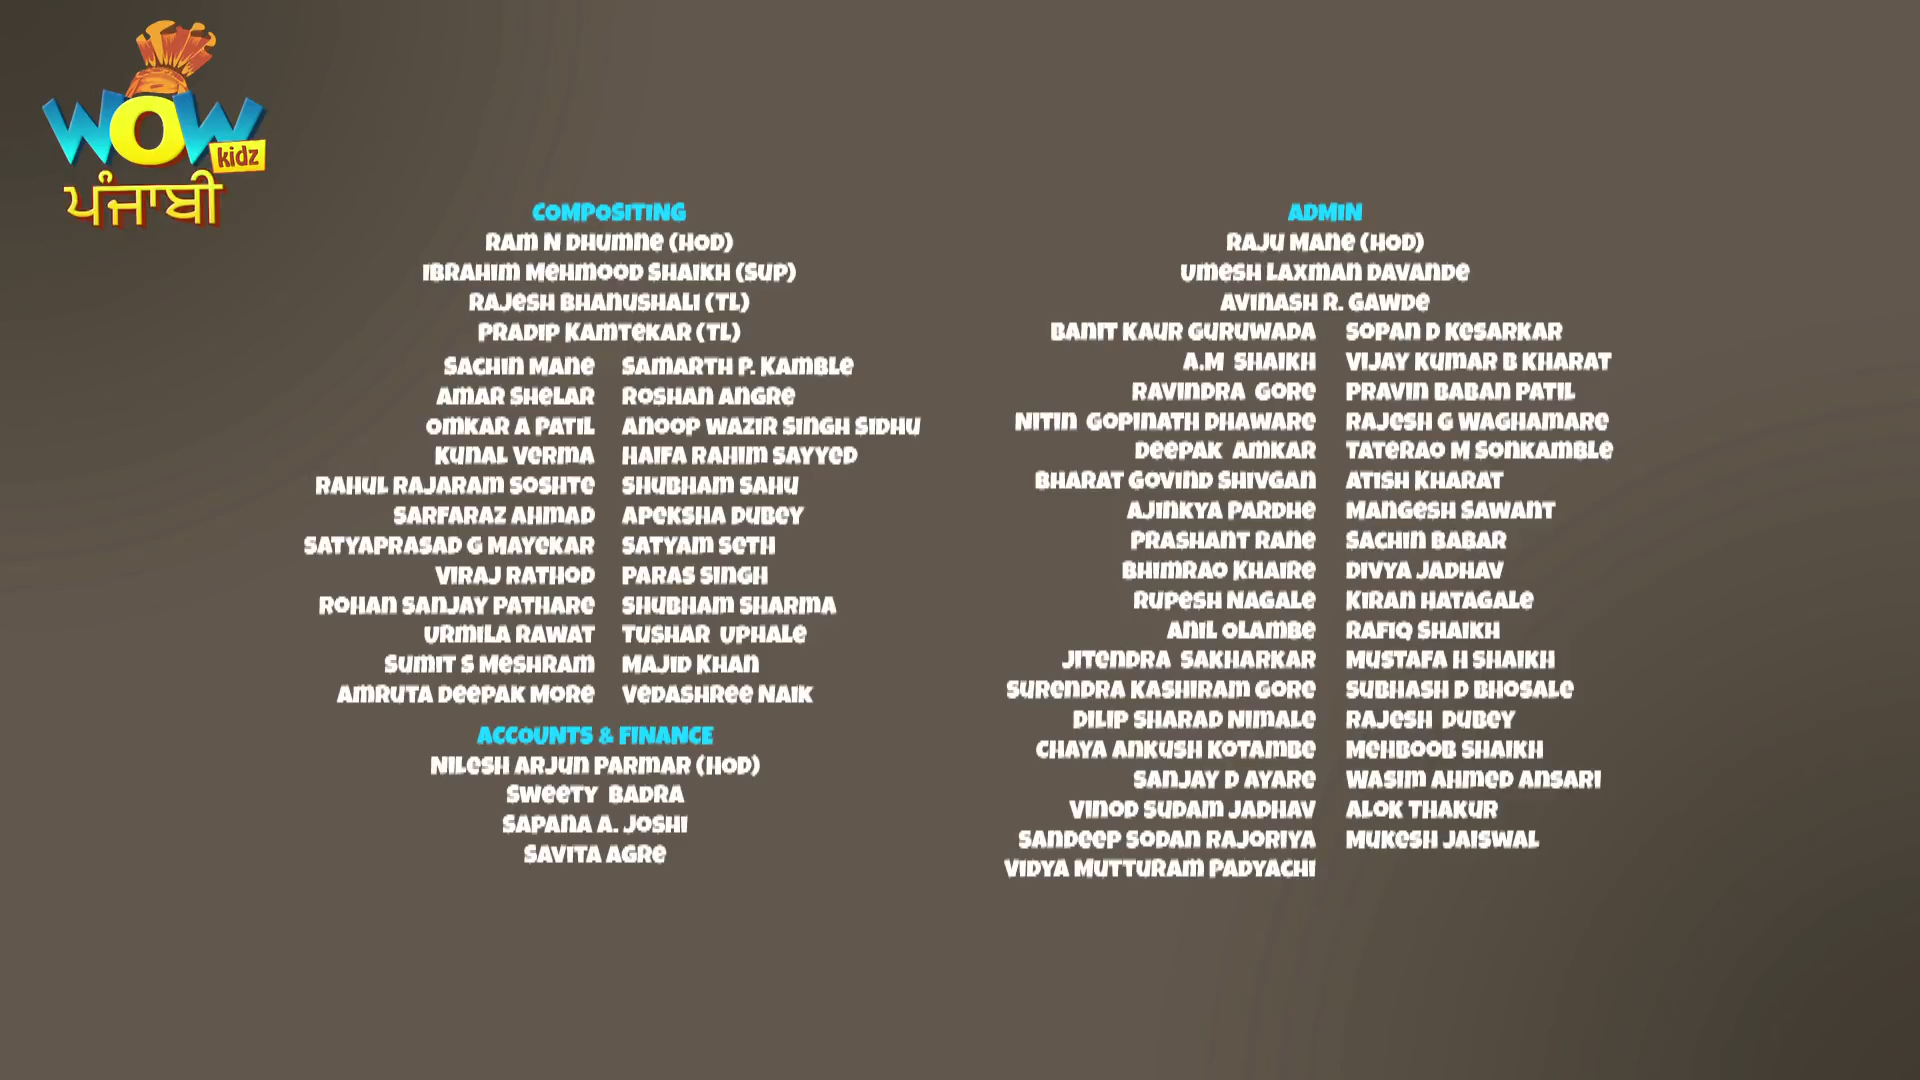 WOW
kidz
ਪੰਜਾਬੀ
COMPOSITING
RAM N DHUMNE (HOD)
IBRAHIM MEHMOOD SHAIKH (SUP)
RAJESH BHANUSHALI (TL)
PRADIP KAMTEKAR (TL)
SACHIN MANE SAMARTH P. KAMBLE
AMAR SHELAR ROSHAN ANGRE
OMKAR A PATIL ANOOP WAZIR SINGH SIDHU
KUNAL VERMA HAIFA RAHIM SAYYED
RAHUL RAJARAM SOSHTE SHUBHAM SAHU
SARFARAZ AHMAD APEKSHA DUBEY
SATYAPRASAD G MAYEKAR SATYAM SETH
VIRAJ RATHOD PARAS SINGH
ROHAN SANJAY PATHARE SHUBHAM SHARMA
URMILA RAWAT TUSHAR UPHALE
SUMIT S MESHRAM MAJID KHAN
AMRUTA DEEPAK MORE VEDASHREE NAIK
ACCOUNTS & FINANCE
NILESH ARJUN PARMAR (HOD)
SWEETY BADRA
SAPANA A. JOSHI
SAVITA AGRE
ADMIN
RAJU MANE (HOD)
UMESH LAXMAN DAVANDE
AVINASH R. GAWDE
BANIT KAUR GURUWADA SOPAN D KESARKAR
A.M SHAIKH VIJAY KUMAR B KHARAT
RAVINDRA GORE PRAVIN BABAN PATIL
NITIN GOPINATH DHAWARE RAJESH G WAGHAMARE
DEEPAK AMKAR TATERAO M SONKAMBLE
BHARAT GOVIND SHIVGAN ATISH KHARAT
AJINKYA PARDHE MANGESH SAWANT
PRASHANT RANE SACHIN BABAR
BHIMRAO KHAIRE DIVYA JADHAV
RUPESH NAGALE KIRAN HATAGALE
ANIL OLAMBE RAFIQ SHAIKH
JITENDRA SAKHARKAR MUSTAFA H SHAIKH
SURENDRA KASHIRAM GORE SUBHASH D BHOSALE
DILIP SHARAD NIMALE RAJESH DUBEY
CHAYA ANKUSH KOTAMBE MEHBOOB SHAIKH
SANJAY D AYARE WASIM AHMED ANSARI
VINOD SUDAM JADHAV ALOK THAKUR
SANDEEP SODAN RAJORIYA MUKESH JAISWAL
VIDYA MUTTURAM PADYACHI